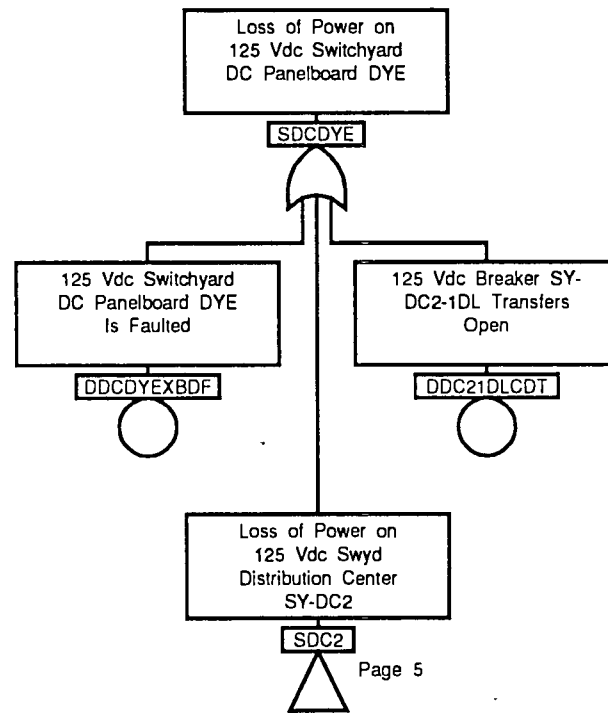 Loss of Power on
125 Vdc Switchyard
DC Panelboard DYE
SDCDYE
125 Vdc Switchyard
DC Panelboard DYE
Is Faulted
DDCDYEXBDF
125 Vdc Breaker SY-
DC2-1DL Transfers
Open
DDC21DLCDT
Loss of Power on
125 Vdc Swyd
Distribution Center
SY-DC2
SDC2
Page 5